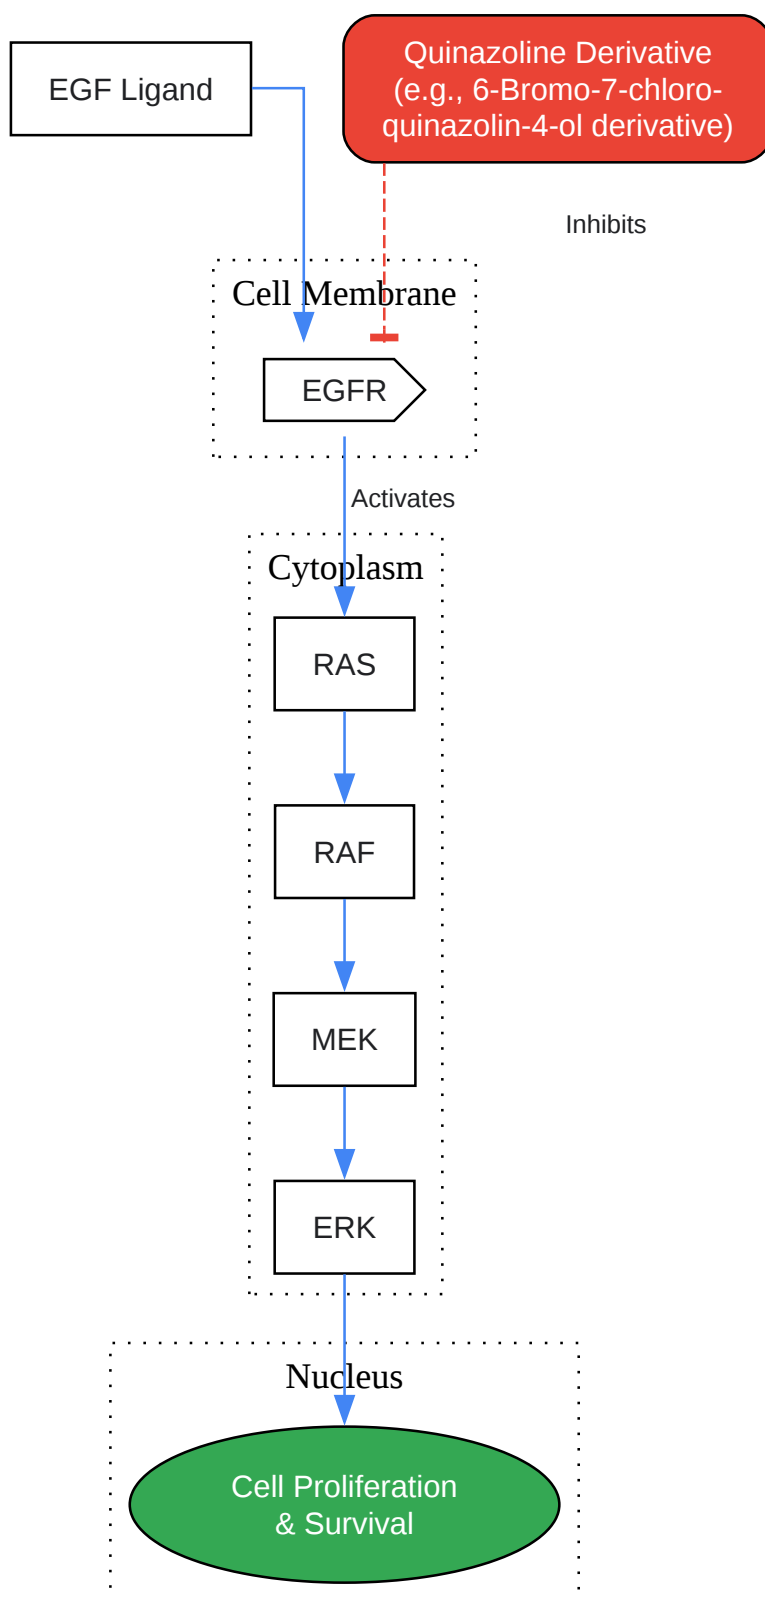 EGF Ligand
Quinazoline Derivative
(e.g., 6-Bromo-7-chloro-
quinazolin-4-ol derivative)
Inhibits
Cell Membrane
EGFR
Activates
Cytoplasm
RAS
RAF
MEK
ERK
Nucleus
Cell Proliferation
& Survival